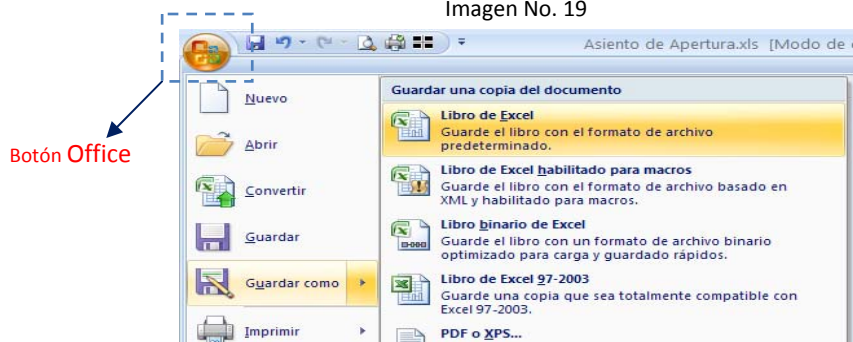 Imagen No. 19
Asiento de Apertura.xls [Modo de
Botón Office
Nuevo
Abrir
Convertir
Guardar
Guardar como
Imprimir
Guardar una copia del documento
Libro de Excel
Guarde el libro con el formato de archivo
predeterminado.
Libro de Excel habilitado para macros
Guarde el libro con el formato de archivo basado en
XML y habilitado para macros.
Libro binario de Excel
Guarde el libro con un formato de archivo binario
optimizado para carga y guardado rápidos.
Libro de Excel 97-2003
Guarde una copia que sea totalmente compatible con
Excel 97-2003.
PDF o XPS...